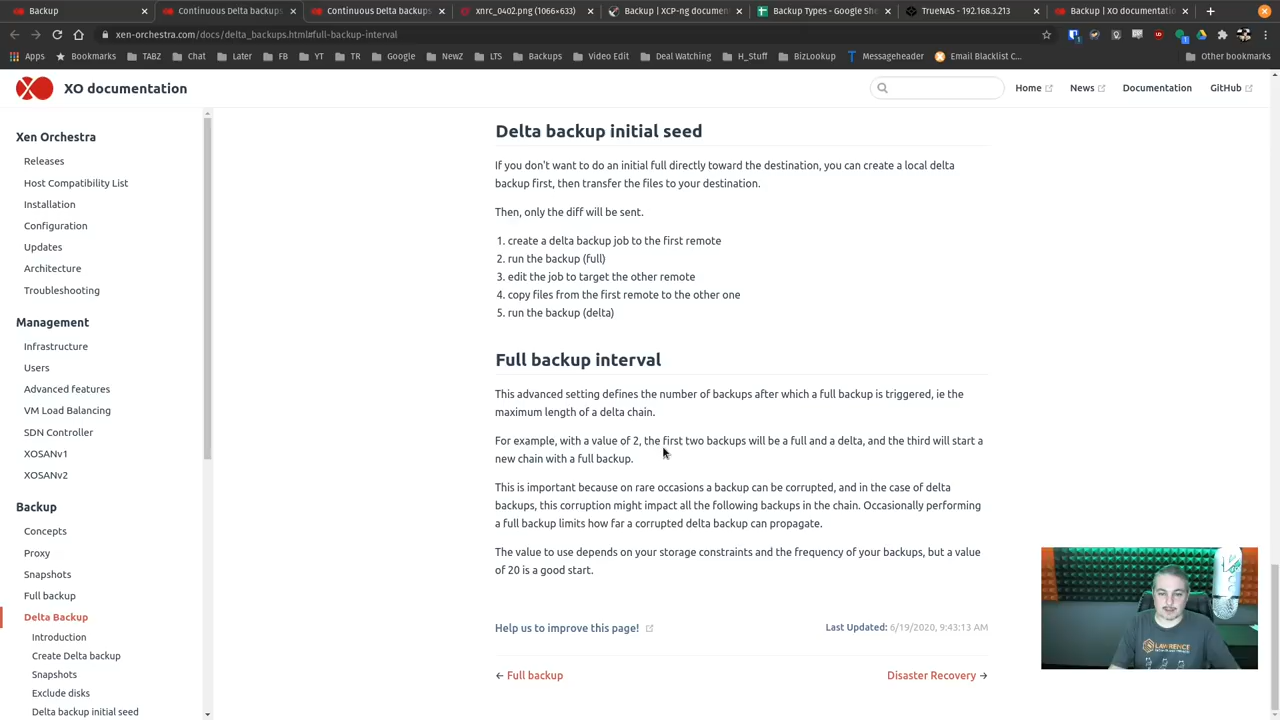 Backup
Continuous Delta backups
Continuous Delta backups
xnrc_0402.png (1066×633)
Backup | XCP-ng documen
Backup Types - Google She
TrueNAS - 192.168.3.213
Backup | XO documentatio
xen-orchestra.com/docs/delta_backups.html#full-backup-interval
Apps
Bookmarks
TABZ
Chat
Later
FB
YT
TR
Google
NewZ
LTS
Backups
Video Edit
Deal Watching
H_Stuff
BizLookup
Messageheader
Email Blacklist C...
Other bookmarks
XO documentation
Home
News
Documentation
GitHub
Xen Orchestra
Releases
Host Compatibility List
Installation
Configuration
Updates
Architecture
Troubleshooting
Management
Infrastructure
Users
Advanced features
VM Load Balancing
SDN Controller
XOSANv1
XOSANv2
Backup
Concepts
Proxy
Snapshots
Full backup
Delta Backup
Introduction
Create Delta backup
Snapshots
Exclude disks
Delta backup initial seed
Delta backup initial seed
If you don't want to do an initial full directly toward the destination, you can create a local delta
backup first, then transfer the files to your destination.
Then, only the diff will be sent.
1. create a delta backup job to the first remote
2. run the backup (full)
3. edit the job to target the other remote
4. copy files from the first remote to the other one
5. run the backup (delta)
Full backup interval
This advanced setting defines the number of backups after which a full backup is triggered, ie the
maximum length of a delta chain.
For example, with a value of 2, the first two backups will be a full and a delta, and the third will start a
new chain with a full backup.
This is important because on rare occasions a backup can be corrupted, and in the case of delta
backups, this corruption might impact all the following backups in the chain. Occasionally performing
a full backup limits how far a corrupted delta backup can propagate.
The value to use depends on your storage constraints and the frequency of your backups, but a value
of 20 is a good start.
Help us to improve this page!
Last Updated: 6/19/2020, 9:43:13 AM
← Full backup
Disaster Recovery →
LAWRENCE